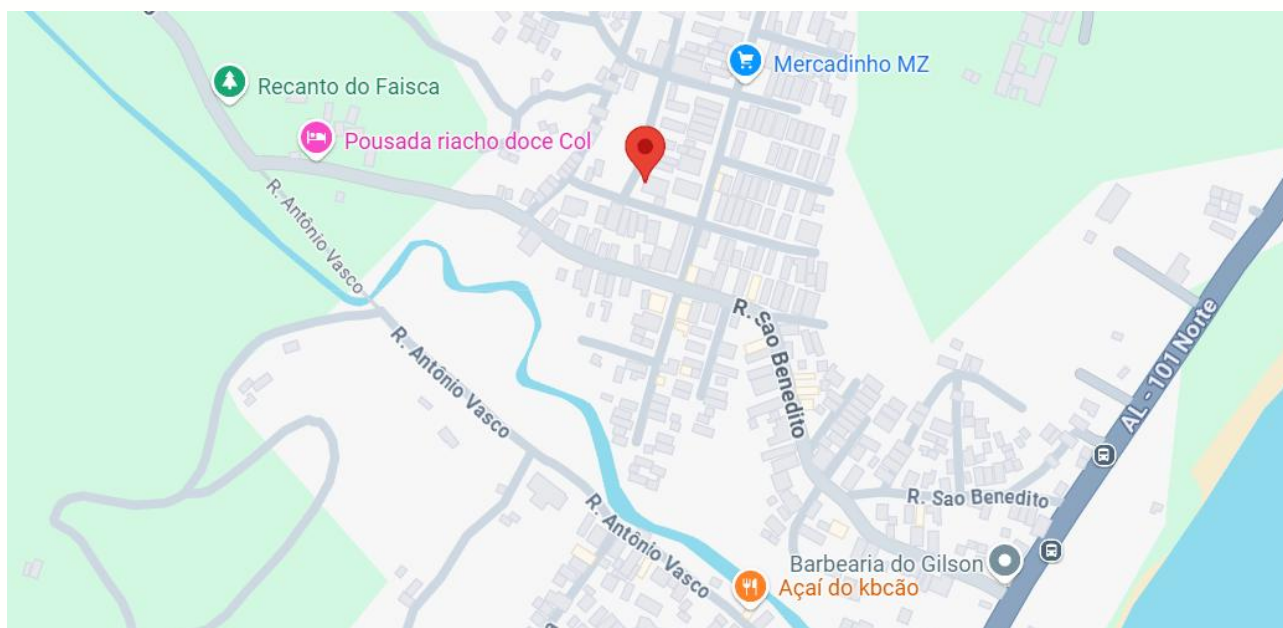 Mercadinho MZ
Recanto do Faisca
Pousada riacho doce Col
R. Antônio Vasco
R. Antônio Vasco
R. Sao Benedito
AL - 101 Norte
R. Sao Benedito
R. Antônio Vasco
Barbearia do Gilson
Açaí do kbcão